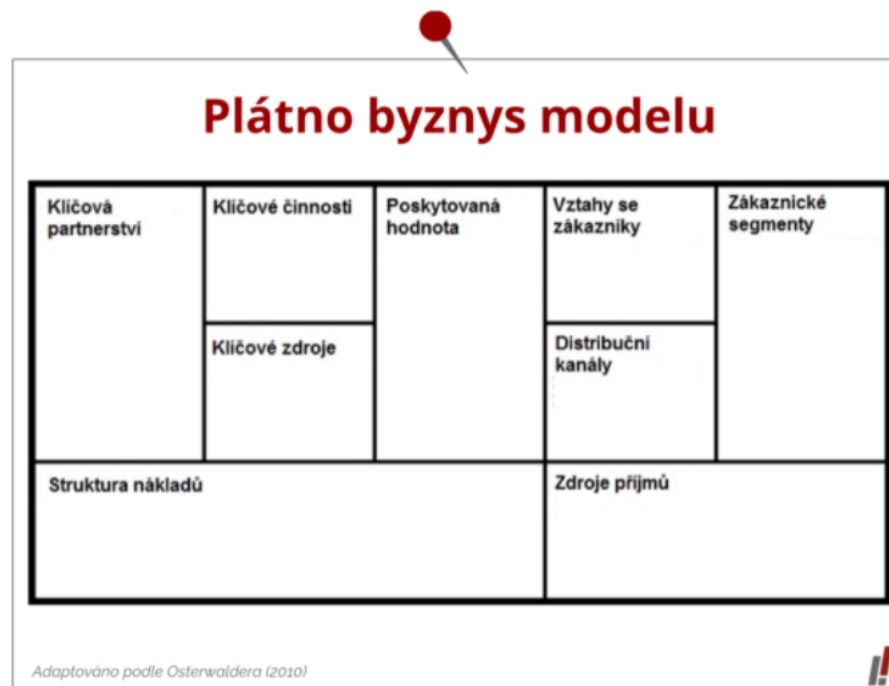 Plátno byznys modelu
Klíčová
partnerství
Klíčové činnosti
Klíčové zdroje
Poskytovaná
hodnota
Vztahy se
zákazníky
Distribuční
kanály
Zákaznické
segmenty
Struktura nákladů
Zdroje příjmů
Adaptováno podle Osterwaldera (2010)